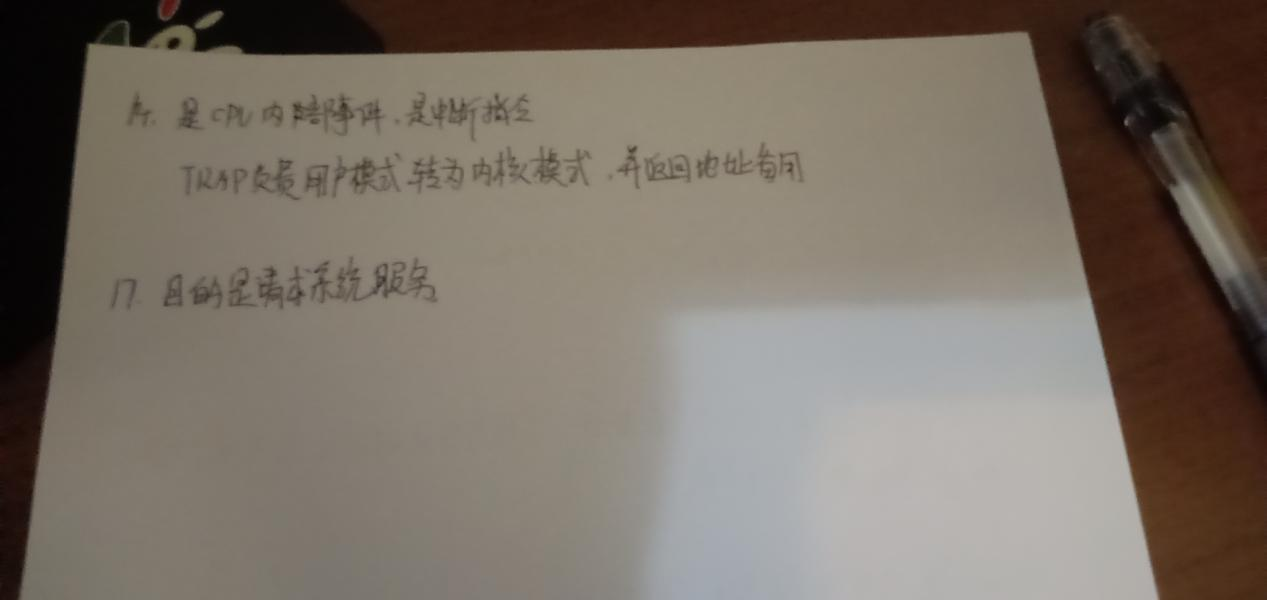 14. 是CPU内部事件,是中断指令
TRAP负责用户模式转为内核模式,并返回地址备用
17. 目的是请求系统服务